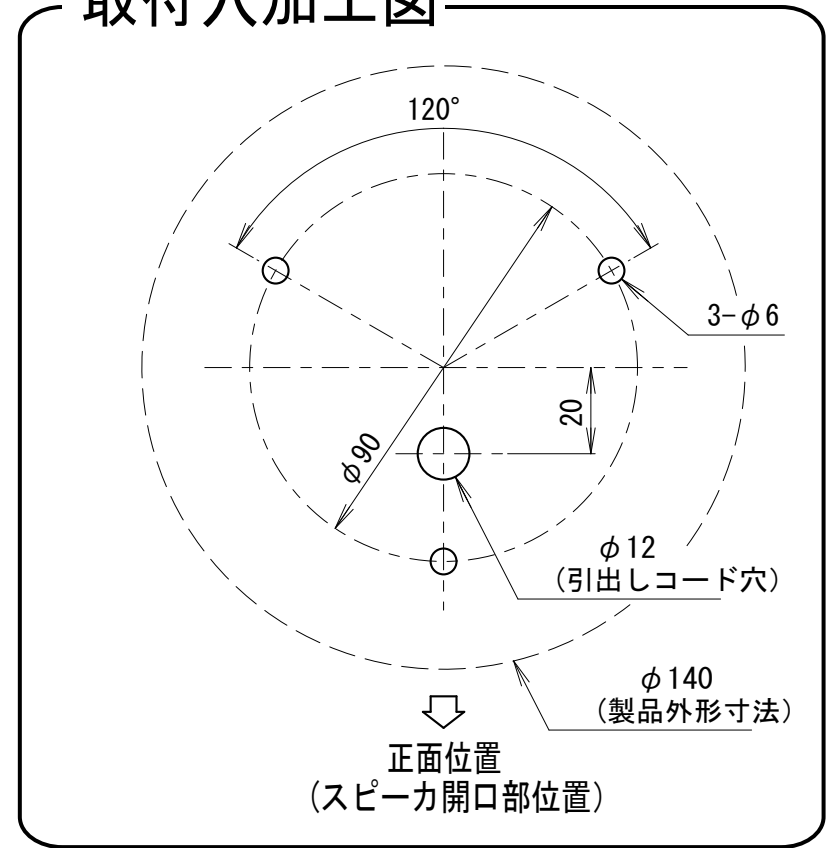 取付穴加工図
120°
3-φ6
20
φ90
φ12
(引出しコード穴)
φ140
(製品外形寸法)
正面位置
(スピーカ開口部位置)